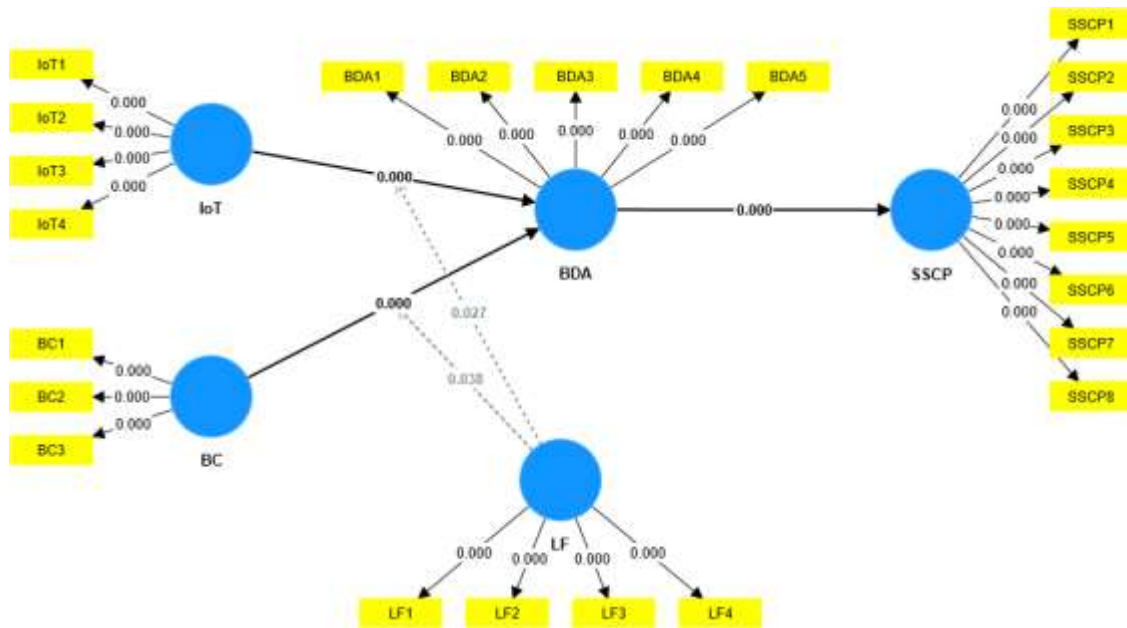 IoT1
IoT2
IoT3
IoT4
0.000
0.000
0.000
0.000
IoT
BC1
BC2
BC3
0.000
0.000
0.000
BC
BDA1
BDA2
BDA3
BDA4
BDA5
0.000
0.000
0.000
0.000
0.000
BDA
0.000
0.000
0.027
0.038
0.000
LF
0.000
0.000
0.000
0.000
LF1
LF2
LF3
LF4
SSCP
0.000
0.000
0.000
0.000
0.000
0.000
0.000
0.000
SSCP1
SSCP2
SSCP3
SSCP4
SSCP5
SSCP6
SSCP7
SSCP8